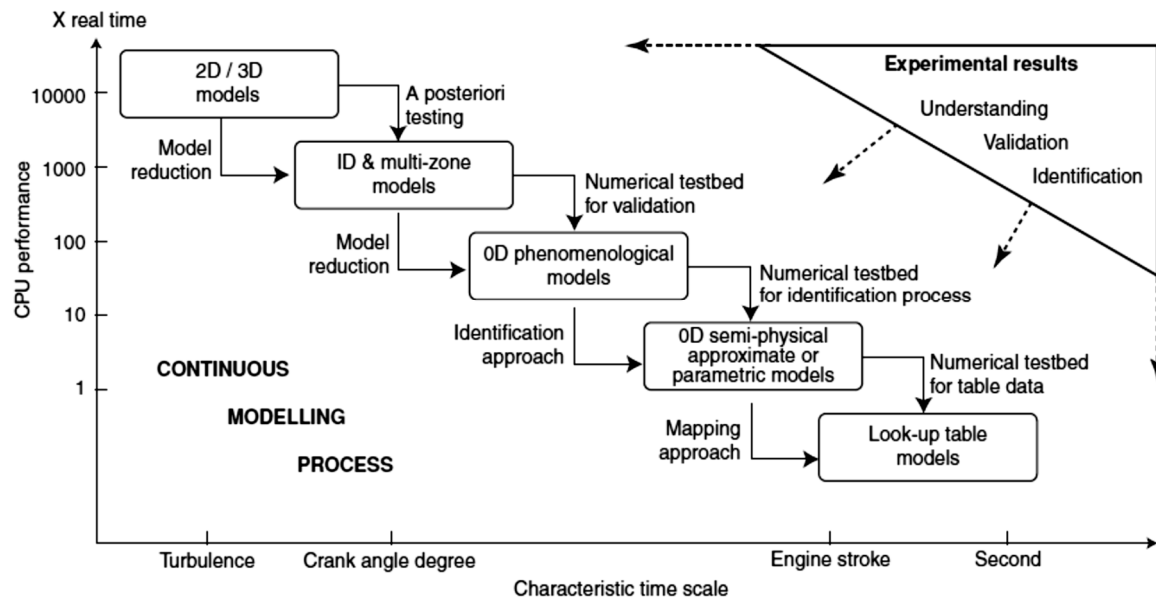 X real time
2D / 3D
models
10000
A posteriori
testing
Experimental results
Understanding
Validation
Identification
Model
reduction
1000
ID & multi-zone
models
Numerical testbed
for validation
CPU performance
100
Model
reduction
0D phenomenological
models
Numerical testbed
for identification process
10
Identification
approach
0D semi-physical
approximate or
parametric models
1
Numerical testbed
for table data
CONTINUOUS
MODELLING
PROCESS
Mapping
approach
Look-up table
models
Turbulence
Crank angle degree
Engine stroke
Second
Characteristic time scale